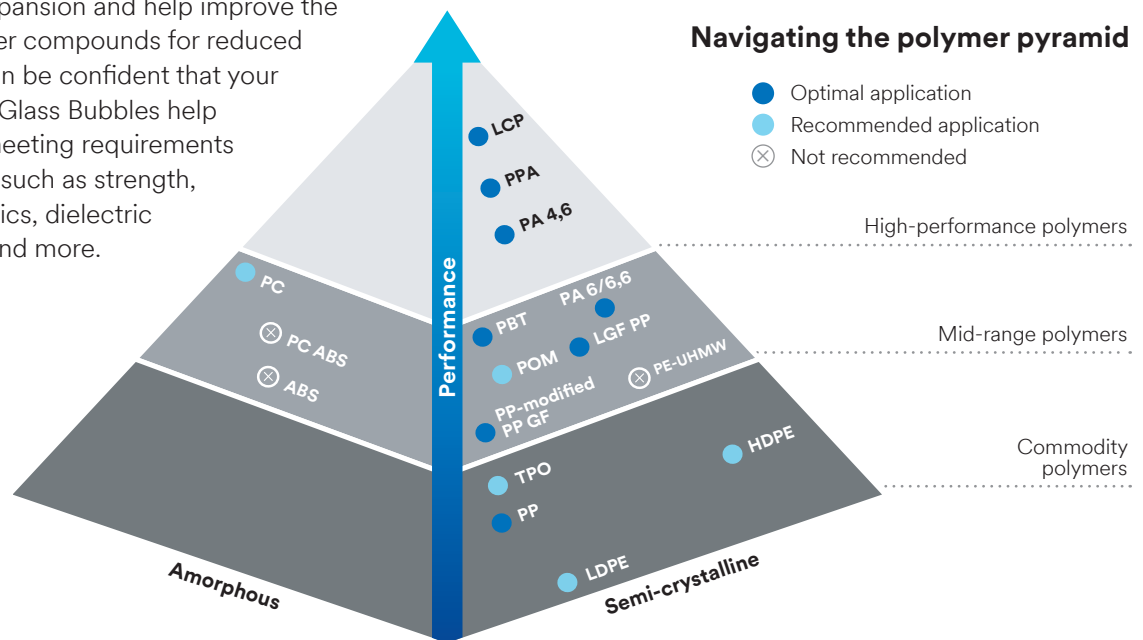 pansion and help improve the
er compounds for reduced
n be confident that your
Glass Bubbles help
neeting requirements
such as strength,
ics, dielectric
nd more.
Navigating the polymer pyramid
Optimal application
Recommended application
Not recommended
High-performance polymers
Mid-range polymers
Commodity
polymers
Performance
LCP
PPA
PA 4,6
PC
PC ABS
ABS
PA 6/6,6
PBT
LGF PP
POM
PE-UHMW
PP-modified
PP GF
TPO
HDPE
PP
LDPE
Amorphous
Semi-crystalline